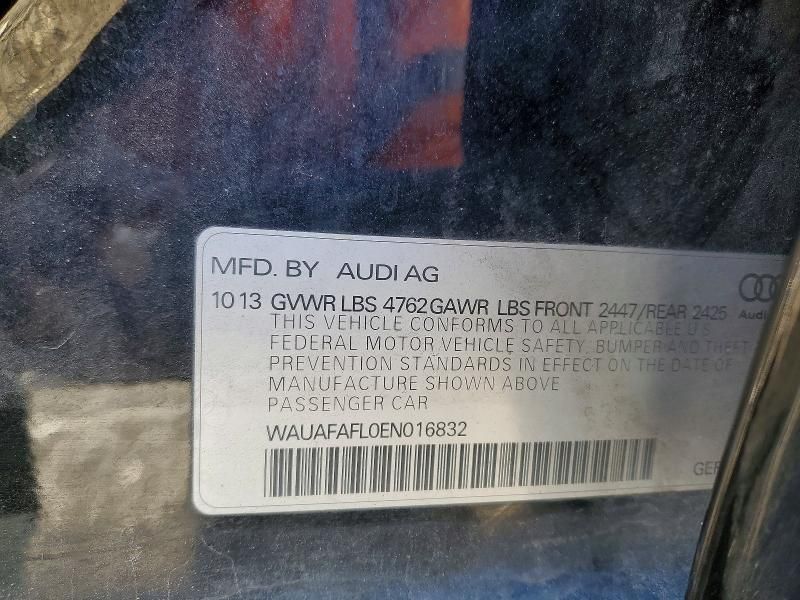 MFD. BY AUDI AG
10 13 GVWR LBS 4762 GAWR LBS FRONT 2447/REAR 2425
Audi
THIS VEHICLE CONFORMS TO ALL APPLICABLE U S
FEDERAL MOTOR VEHICLE SAFETY, BUMPER AND THEFT
PREVENTION STANDARDS IN EFFECT ON THE DATE OF
MANUFACTURE SHOWN ABOVE
PASSENGER CAR
WAUAFAFL0EN016832